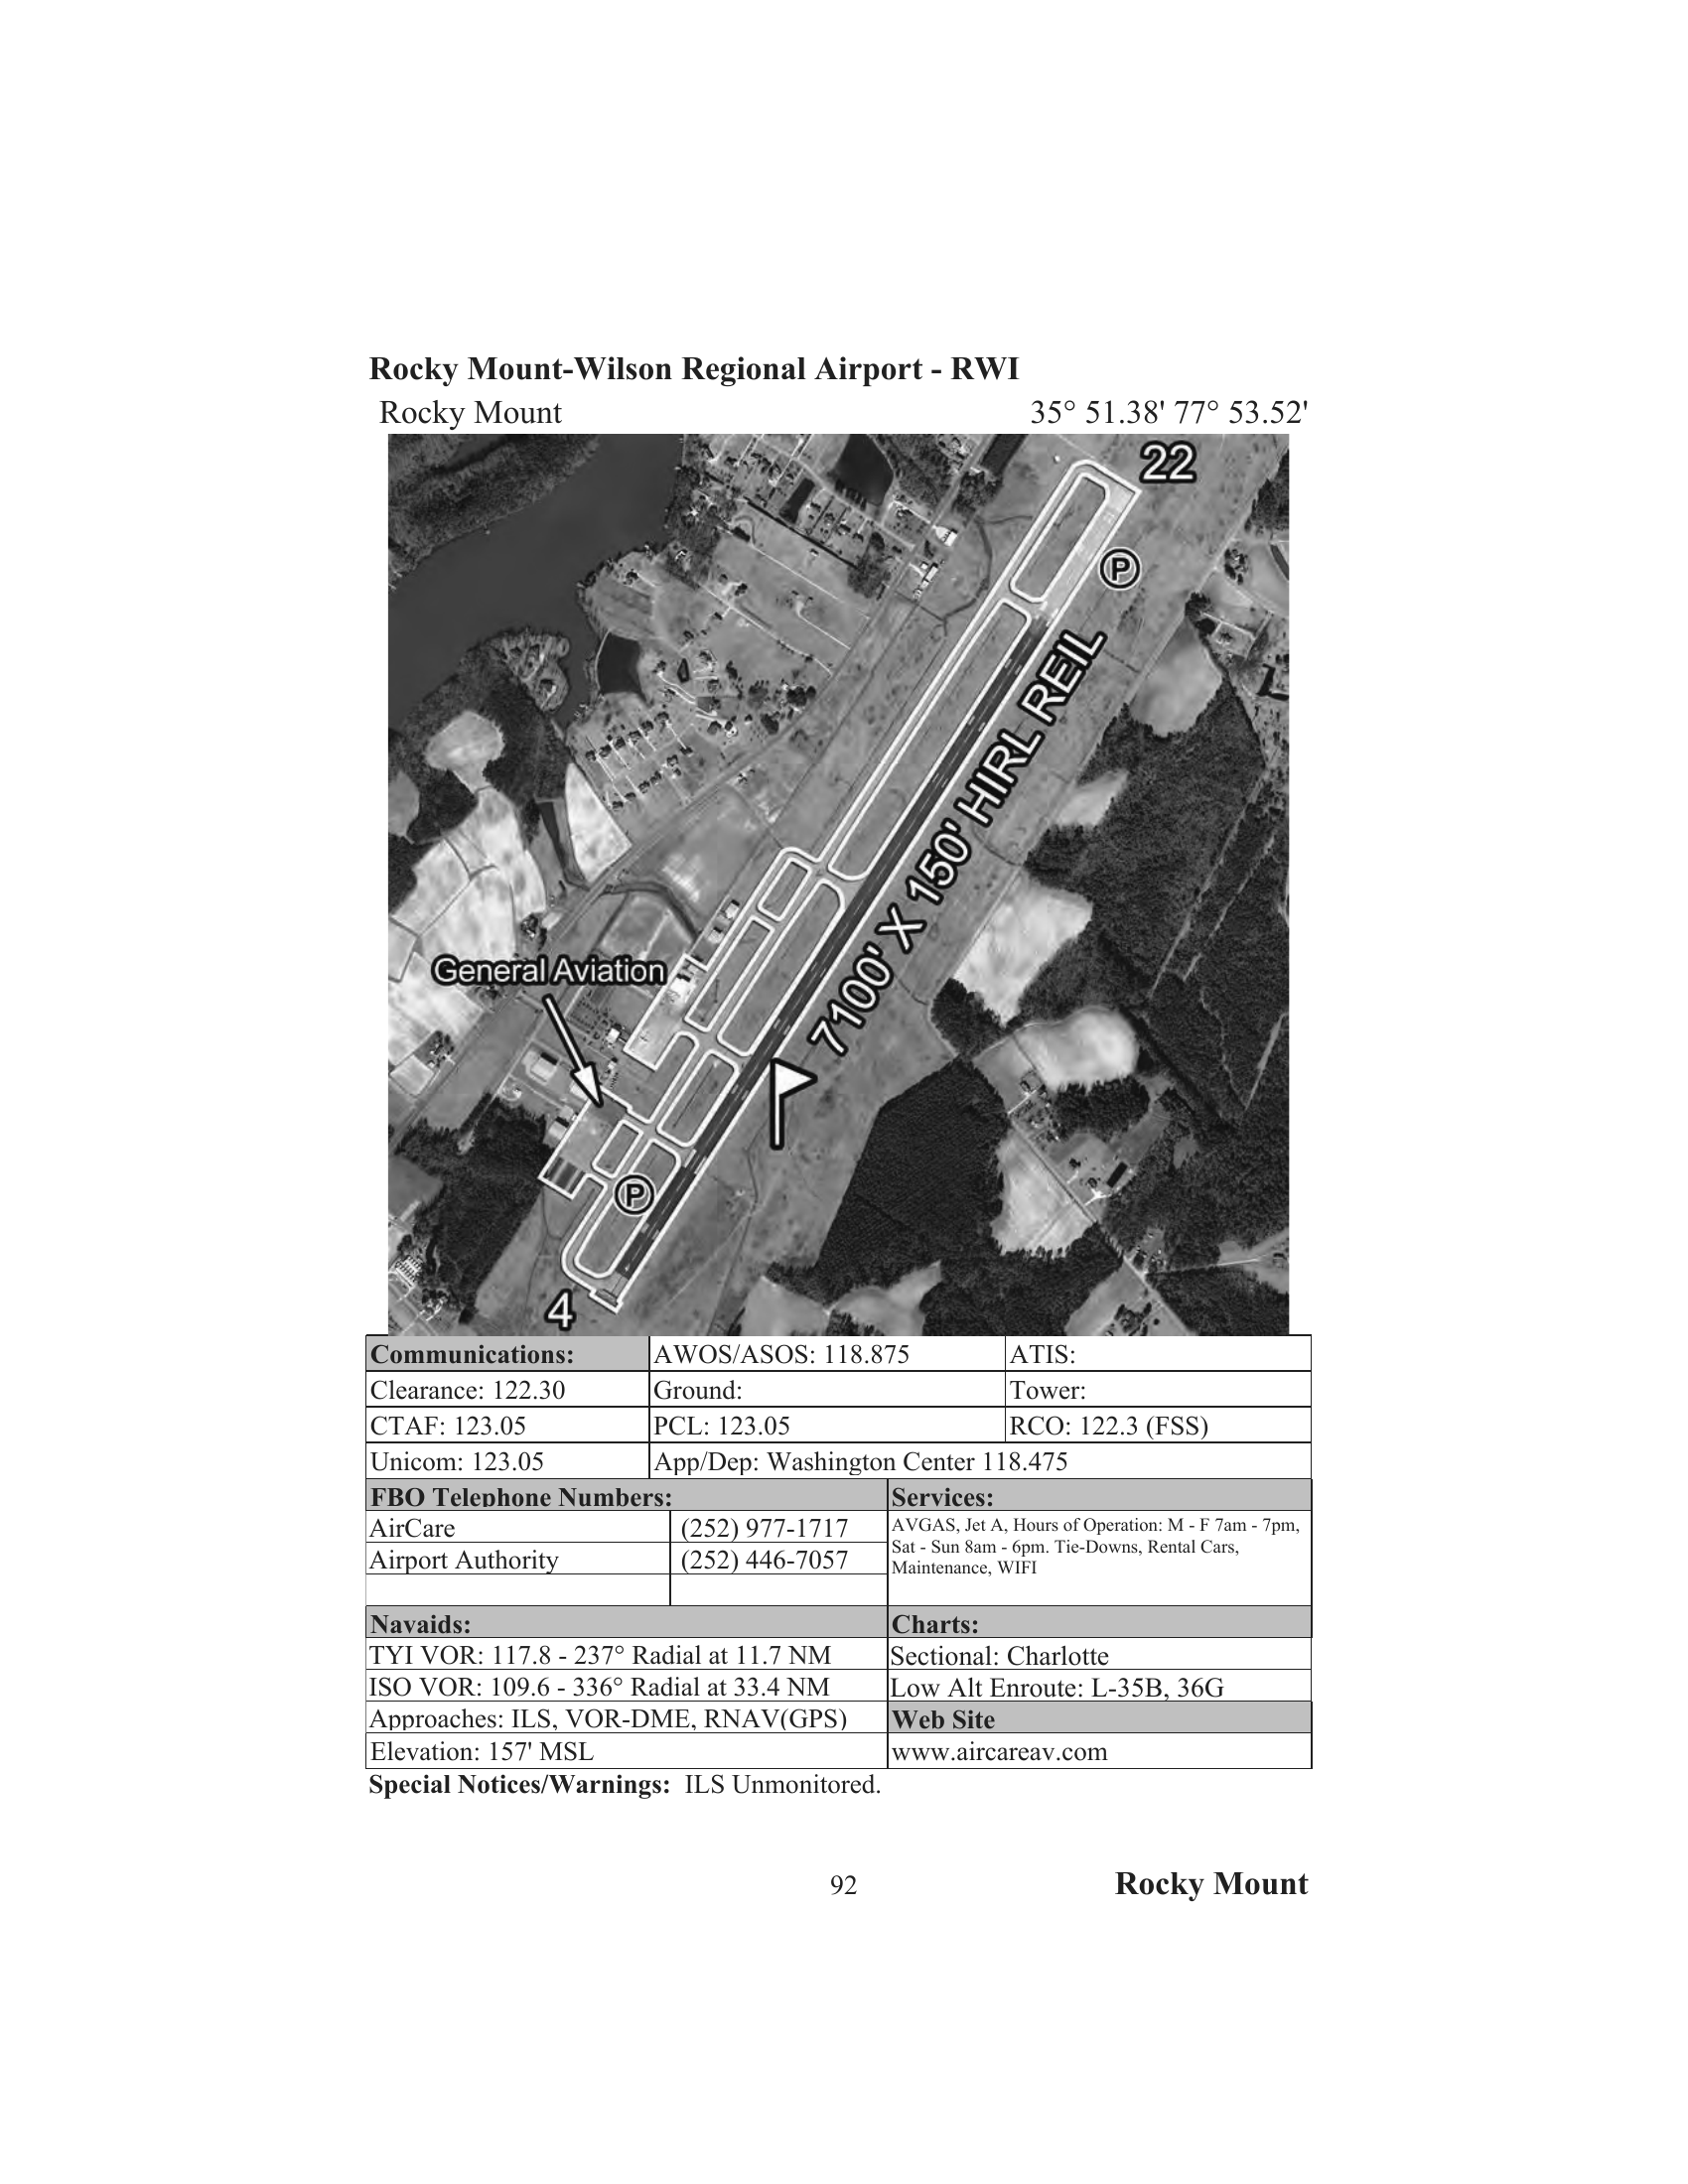 Rocky Mount-Wilson Regional Airport - RWI
Rocky Mount 35° 51.38' 77° 53.52'
22
P
7100' X 150' HIRL REIL
General Aviation
P
4
Communications: AWOS/ASOS: 118.875 ATIS:
Clearance: 122.30 Ground: Tower:
CTAF: 123.05 PCL: 123.05 RCO: 122.3 (FSS)
Unicom: 123.05 App/Dep: Washington Center 118.475
FBO Telephone Numbers: Services:
AirCare (252) 977-1717
Airport Authority (252) 446-7057
AVGAS, Jet A, Hours of Operation: M - F 7am - 7pm,
Sat - Sun 8am - 6pm. Tie-Downs, Rental Cars,
Maintenance, WIFI
Navaids: Charts:
TYI VOR: 117.8 - 237° Radial at 11.7 NM Sectional: Charlotte
ISO VOR: 109.6 - 336° Radial at 33.4 NM Low Alt Enroute: L-35B, 36G
Approaches: ILS, VOR-DME, RNAV(GPS) Web Site
Elevation: 157' MSL www.aircareav.com
Special Notices/Warnings: ILS Unmonitored.
92 Rocky Mount